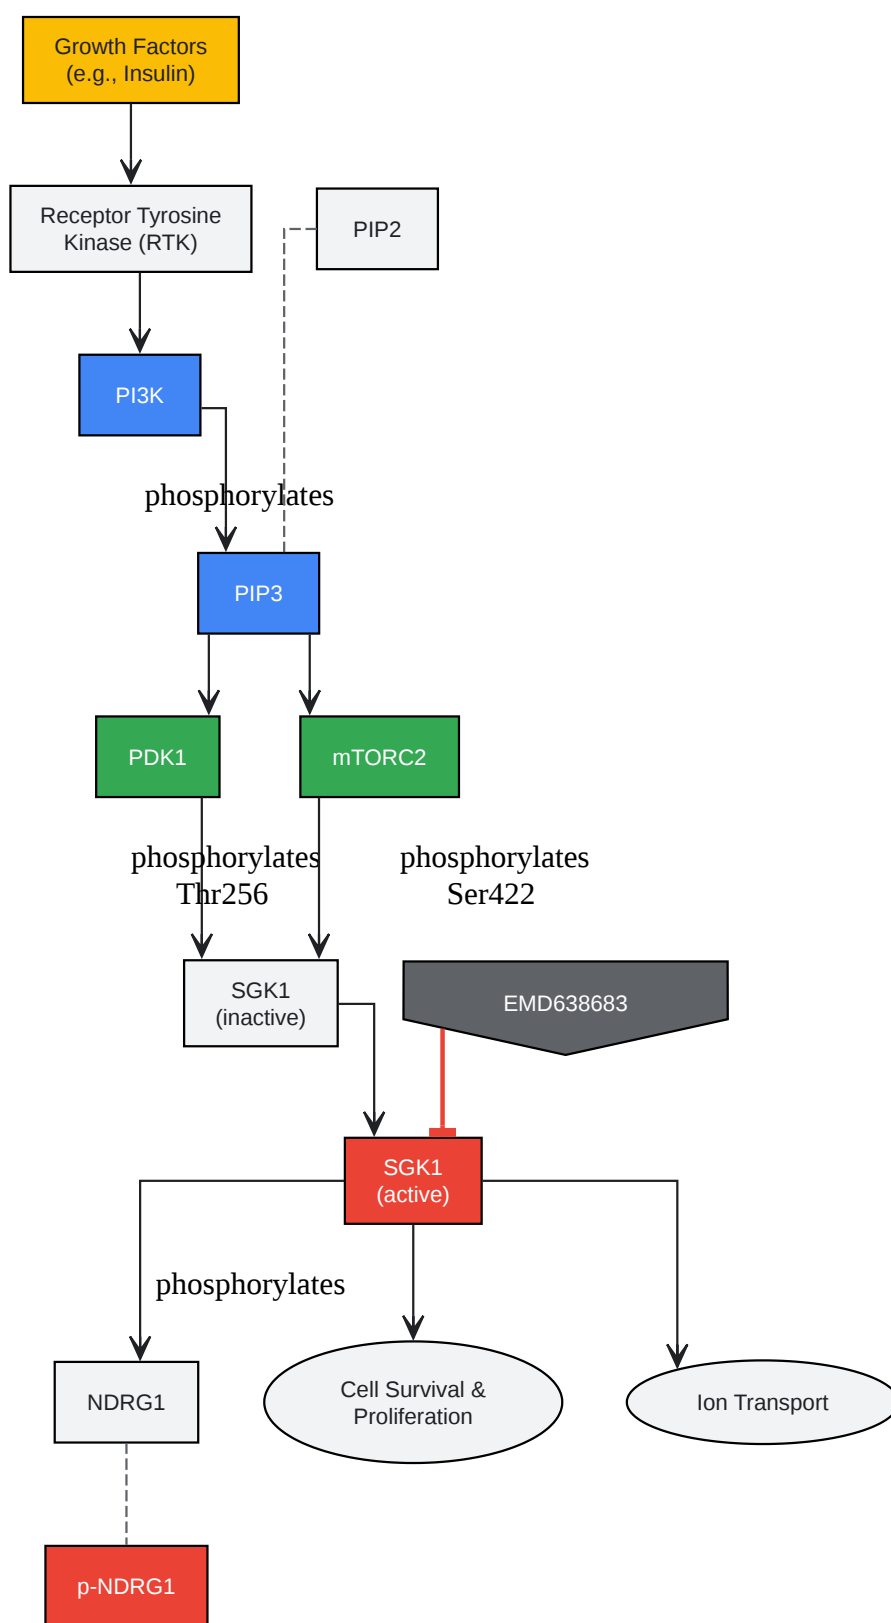 Growth Factors
(e.g., Insulin)
Receptor Tyrosine
Kinase (RTK)
PIP2
PI3K
phosphorylates
PIP3
PDK1
mTORC2
phosphorylates
Thr256
phosphorylates
Ser422
SGK1
(inactive)
EMD638683
SGK1
(active)
phosphorylates
NDRG1
Cell Survival &
Proliferation
Ion Transport
p-NDRG1